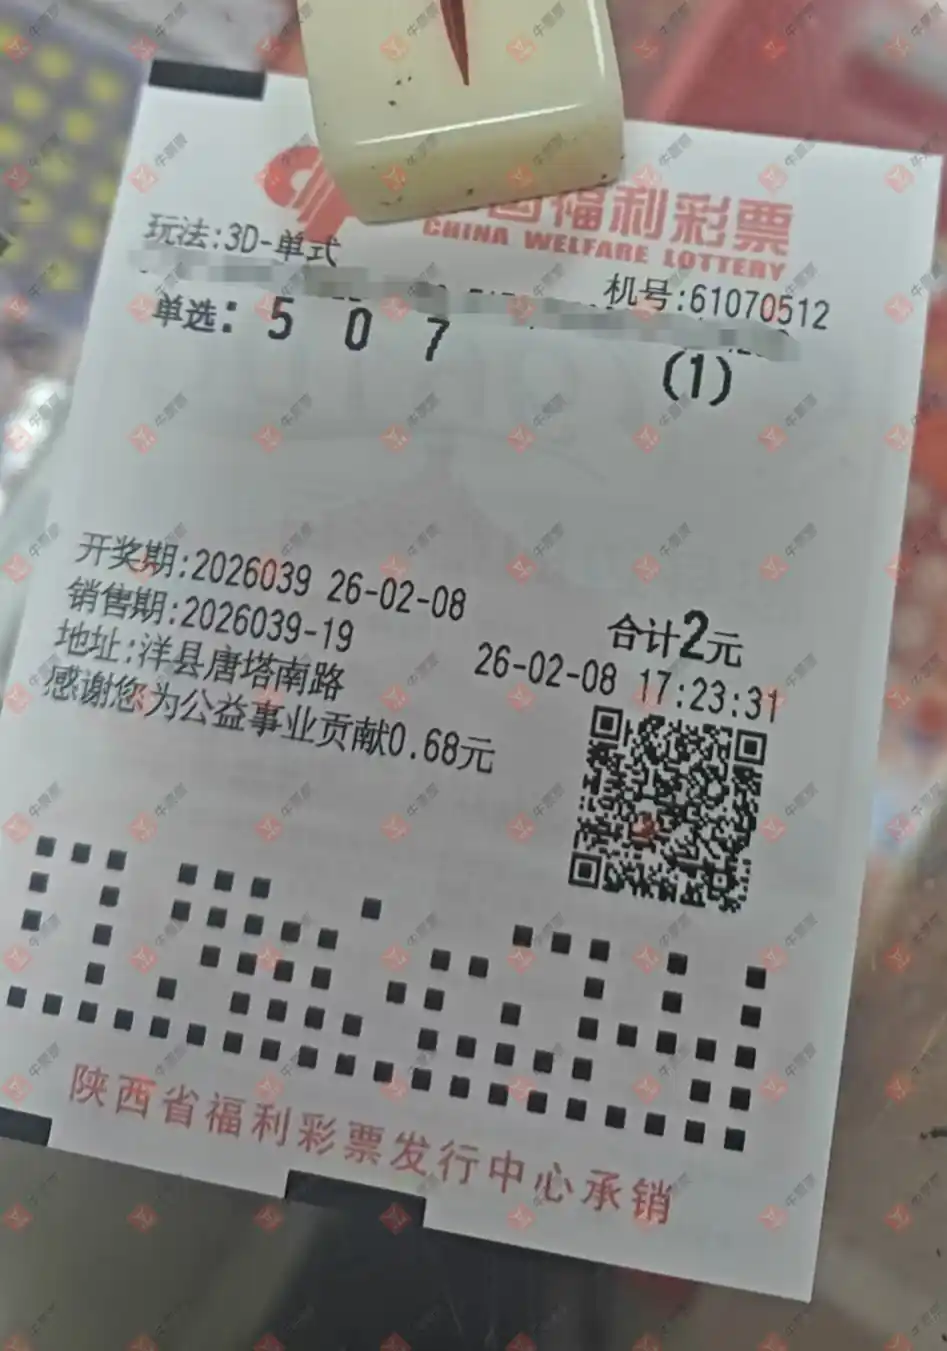 中国福利彩票
CHINA WELFARE LOTTERY
玩法:3D-单式
机号:61070512
单选: 5 0 7 (1)
开奖期:2026039 26-02-08
销售期:2026039-19
合计2元
地址:洋县唐塔南路
26-02-08 17:23:31
感谢您为公益事业贡献0.68元
陕西省福利彩票发行中心承销